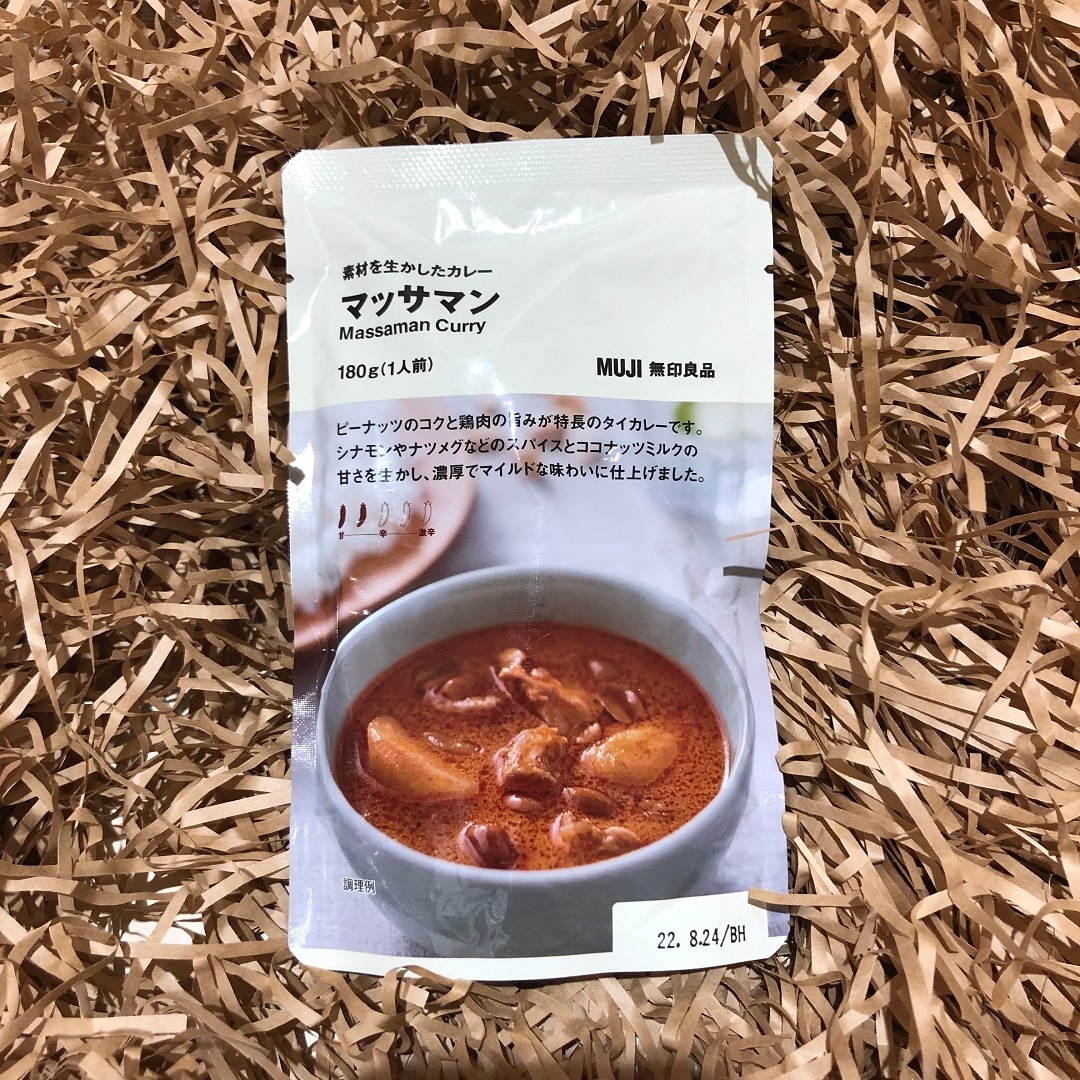 素材を生かしたカレー
マッサマン
Massaman Curry
180g(1人前)
MUJI 無印良品
ピーナッツのコクと鶏肉の旨みが特長のタイカレーです。
シナモンやナツメグなどのスパイスとココナッツミルクの
甘さを生かし、濃厚でマイルドな味わいに仕上げました。
甘 辛 激辛
調理例
22. 8.24/BH